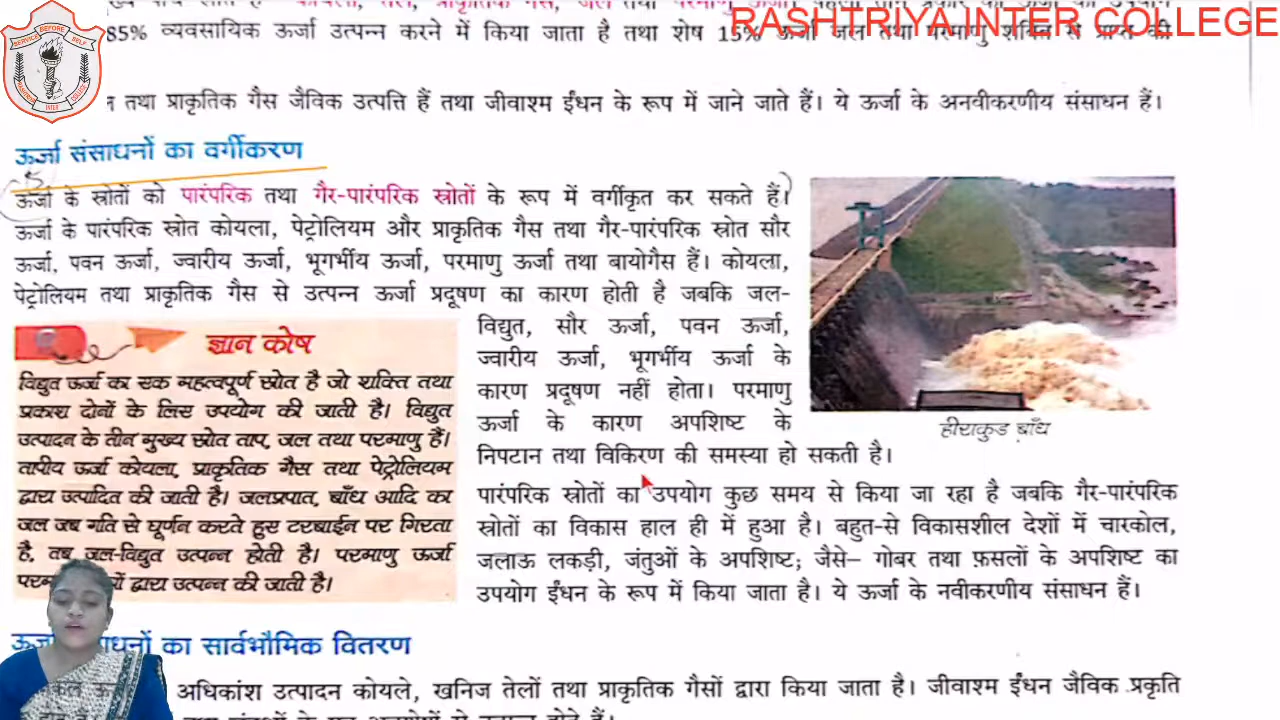 RASHTRIYA INTER COLLEGE
SERVICE BEFORE SELF
85% व्यवसायिक ऊर्जा उत्पन्न करने में किया जाता है तथा शेष 15% ऊर्जा जल तथा परमाणु शक्ति से प्राप्त की
तथा प्राकृतिक गैस जैविक उत्पत्ति हैं तथा जीवाश्म ईंधन के रूप में जाने जाते हैं। ये ऊर्जा के अनवीकरणीय संसाधन हैं।
ऊर्जा संसाधनों का वर्गीकरण
ऊर्जा के स्रोतों को पारंपरिक तथा गैर-पारंपरिक स्रोतों के रूप में वर्गीकृत कर सकते हैं।
ऊर्जा के पारंपरिक स्रोत कोयला, पेट्रोलियम और प्राकृतिक गैस तथा गैर-पारंपरिक स्रोत सौर
ऊर्जा, पवन ऊर्जा, ज्वारीय ऊर्जा, भूगर्भीय ऊर्जा, परमाणु ऊर्जा तथा बायोगैस हैं। कोयला,
पेट्रोलियम तथा प्राकृतिक गैस से उत्पन्न ऊर्जा प्रदूषण का कारण होती है जबकि जल-
विद्युत, सौर ऊर्जा, पवन ऊर्जा,
ज्वारीय ऊर्जा, भूगर्भीय ऊर्जा के
कारण प्रदूषण नहीं होता। परमाणु
ऊर्जा के कारण अपशिष्ट के
निपटान तथा विकिरण की समस्या हो सकती है।
हीराकुड बाँध
ज्ञान कोष
विद्युत ऊर्जा का एक महत्वपूर्ण स्रोत है जो शक्ति तथा
प्रकाश दोनों के लिए उपयोग की जाती है। विद्युत
उत्पादन के तीन मुख्य स्रोत ताप, जल तथा परमाणु हैं।
तापीय ऊर्जा कोयला, प्राकृतिक गैस तथा पेट्रोलियम
द्वारा उत्पादित की जाती है। जलप्रपात, बाँध आदि का
जल जब गति से घूर्णन करते हुए टरबाईन पर गिरता
है, तब जल-विद्युत उत्पन्न होती है। परमाणु ऊर्जा
द्वारा उत्पन्न की जाती है।
पारंपरिक स्रोतों का उपयोग कुछ समय से किया जा रहा है जबकि गैर-पारंपरिक
स्रोतों का विकास हाल ही में हुआ है। बहुत-से विकासशील देशों में चारकोल,
जलाऊ लकड़ी, जंतुओं के अपशिष्ट; जैसे– गोबर तथा फ़सलों के अपशिष्ट का
उपयोग ईंधन के रूप में किया जाता है। ये ऊर्जा के नवीकरणीय संसाधन हैं।
का सार्वभौमिक वितरण
अधिकांश उत्पादन कोयले, खनिज तेलों तथा प्राकृतिक गैसों द्वारा किया जाता है। जीवाश्म ईंधन जैविक प्रकृति